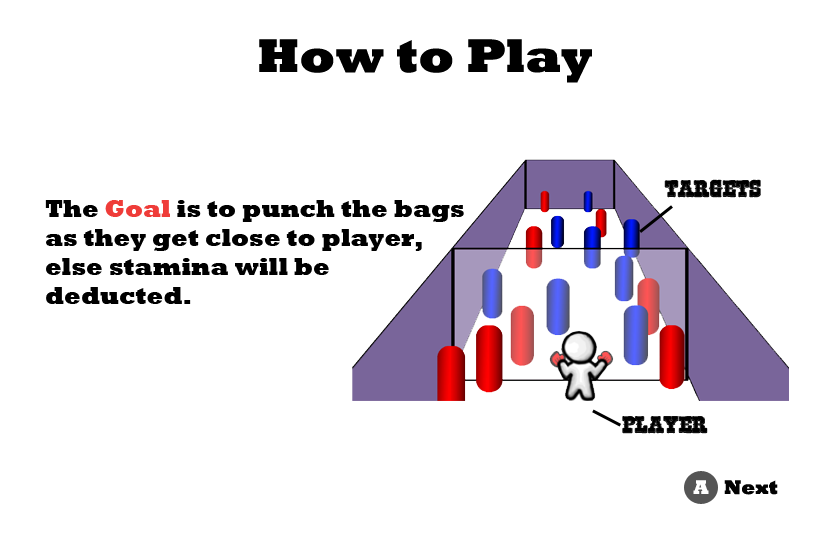 How to Play
The Goal is to punch the bags
as they get close to player,
else stamina will be
deducted.
TARGETS
PLAYER
A Next